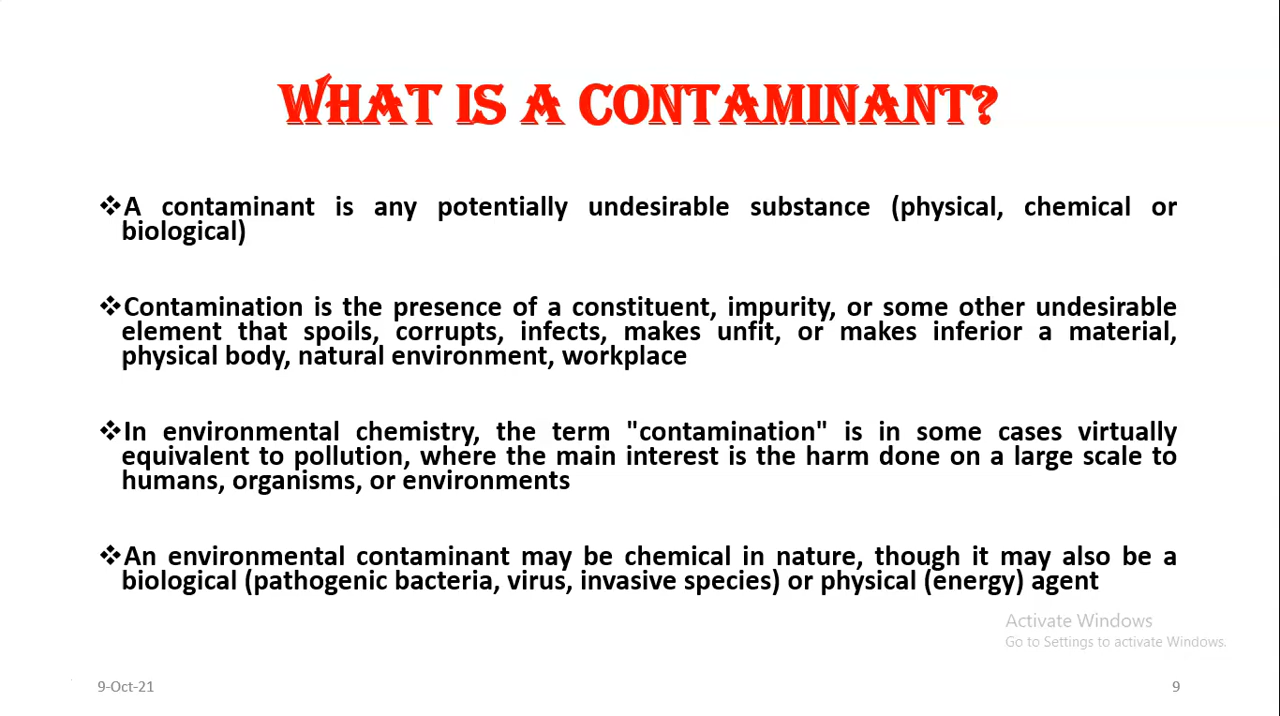 WHAT IS A CONTAMINANT?
❖A contaminant is any potentially undesirable substance (physical, chemical or
biological)
❖Contamination is the presence of a constituent, impurity, or some other undesirable
element that spoils, corrupts, infects, makes unfit, or makes inferior a material,
physical body, natural environment, workplace
❖In environmental chemistry, the term "contamination" is in some cases virtually
equivalent to pollution, where the main interest is the harm done on a large scale to
humans, organisms, or environments
❖An environmental contaminant may be chemical in nature, though it may also be a
biological (pathogenic bacteria, virus, invasive species) or physical (energy) agent
Activate Windows
Go to Settings to activate Windows.
9-Oct-21
9